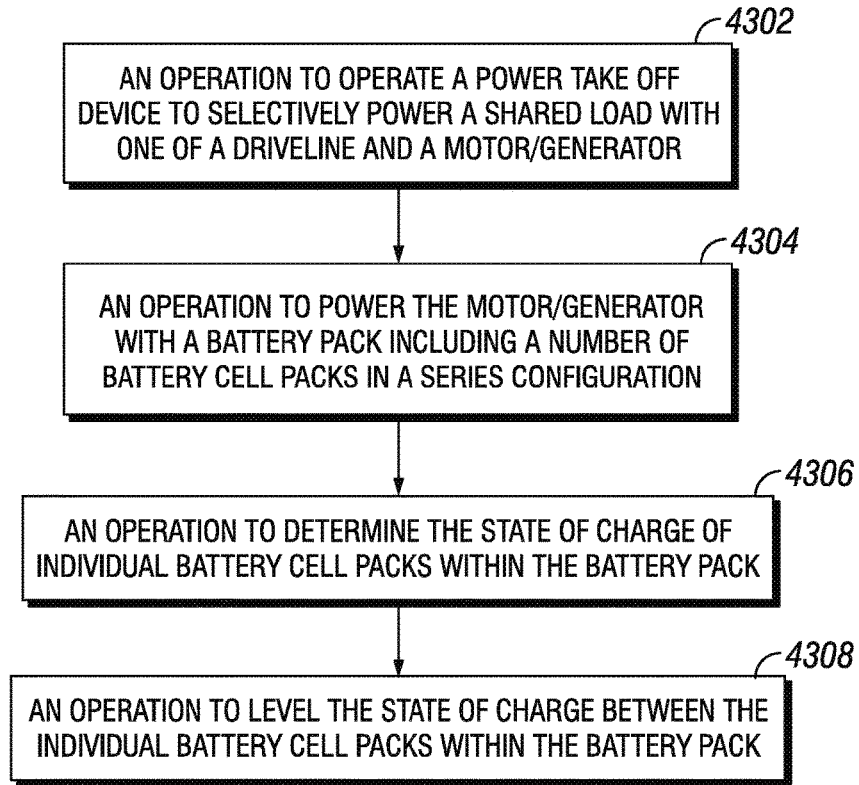 4302
AN OPERATION TO OPERATE A POWER TAKE OFF
DEVICE TO SELECTIVELY POWER A SHARED LOAD WITH
ONE OF A DRIVELINE AND A MOTOR/GENERATOR
4304
AN OPERATION TO POWER THE MOTOR/GENERATOR
WITH A BATTERY PACK INCLUDING A NUMBER OF
BATTERY CELL PACKS IN A SERIES CONFIGURATION
4306
AN OPERATION TO DETERMINE THE STATE OF CHARGE OF
INDIVIDUAL BATTERY CELL PACKS WITHIN THE BATTERY PACK
4308
AN OPERATION TO LEVEL THE STATE OF CHARGE BETWEEN THE
INDIVIDUAL BATTERY CELL PACKS WITHIN THE BATTERY PACK